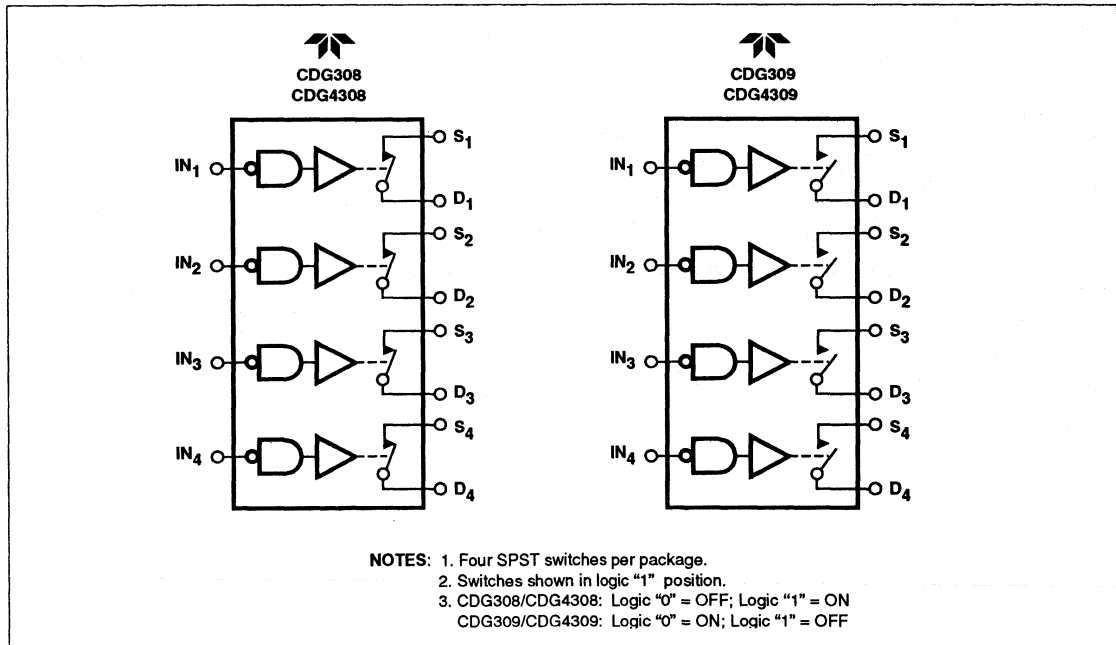 CDG308
CDG4308
S1
IN1
D1
S2
IN2
D2
S3
IN3
D3
S4
IN4
D4
CDG309
CDG4309
S1
IN1
D1
S2
IN2
D2
S3
IN3
D3
S4
IN4
D4
NOTES: 1. Four SPST switches per package.
2. Switches shown in logic “1” position.
3. CDG308/CDG4308: Logic “0” = OFF; Logic “1” = ON
CDG309/CDG4309: Logic “0” = ON; Logic “1” = OFF